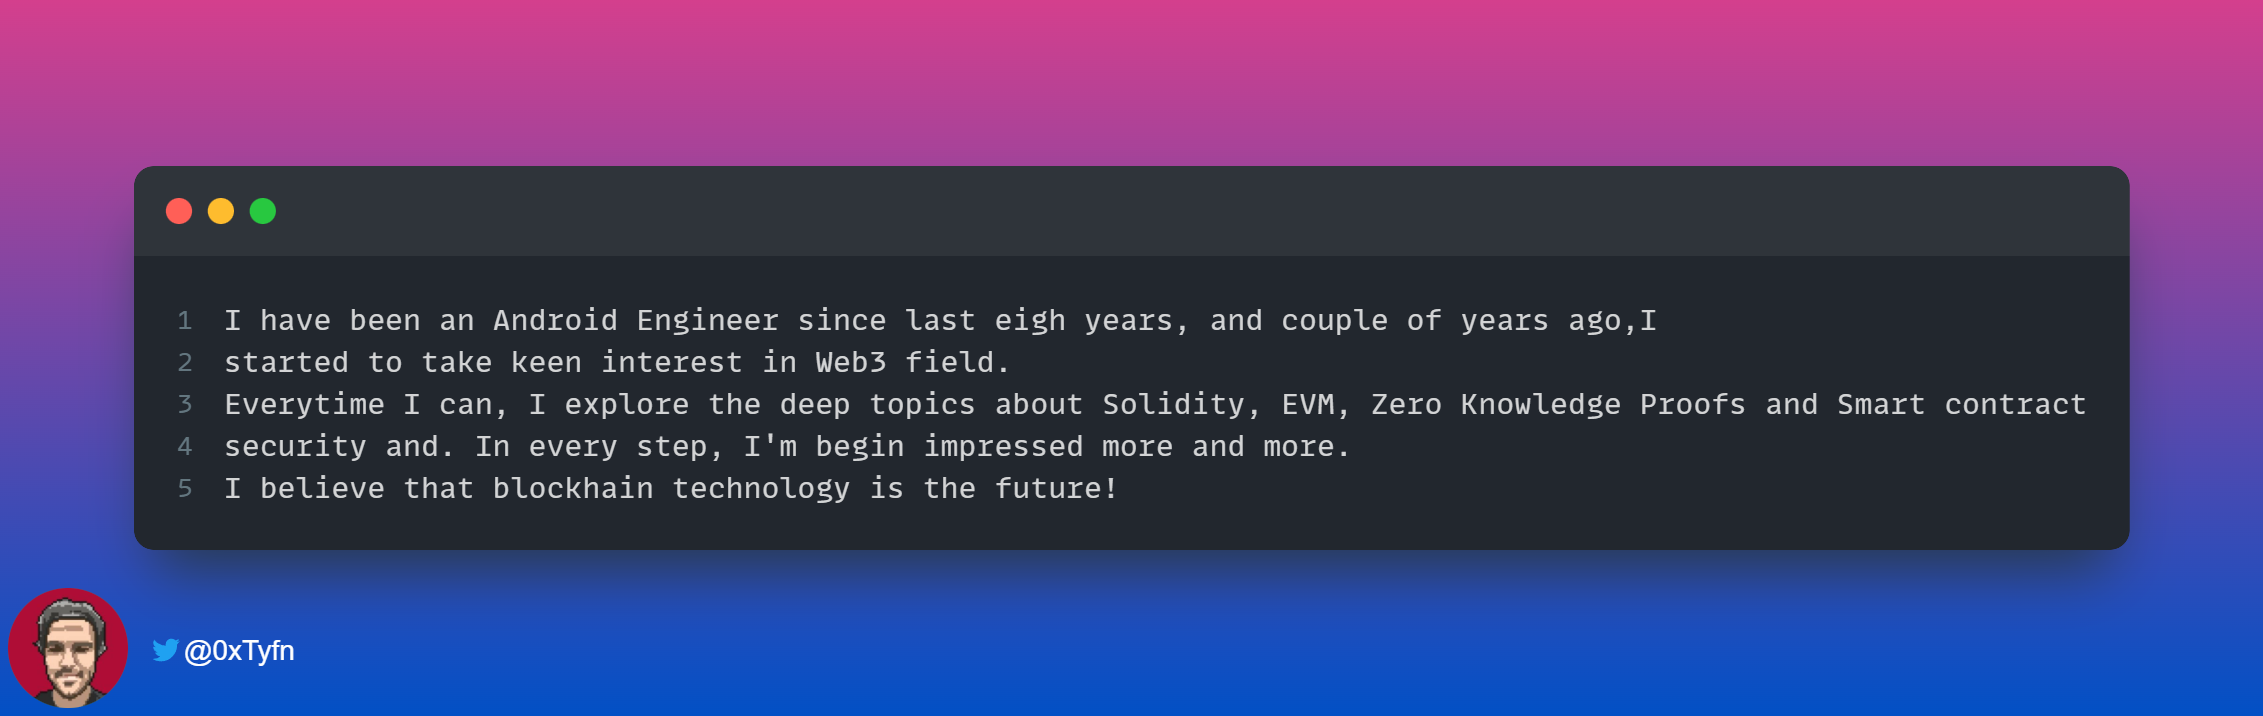 1 I have been an Android Engineer since last eigh years, and couple of years ago,I
2 started to take keen interest in Web3 field.
3 Everytime I can, I explore the deep topics about Solidity, EVM, Zero Knowledge Proofs and Smart contract
4 security and. In every step, I'm begin impressed more and more.
5 I believe that blockhain technology is the future!
@0xTyfn